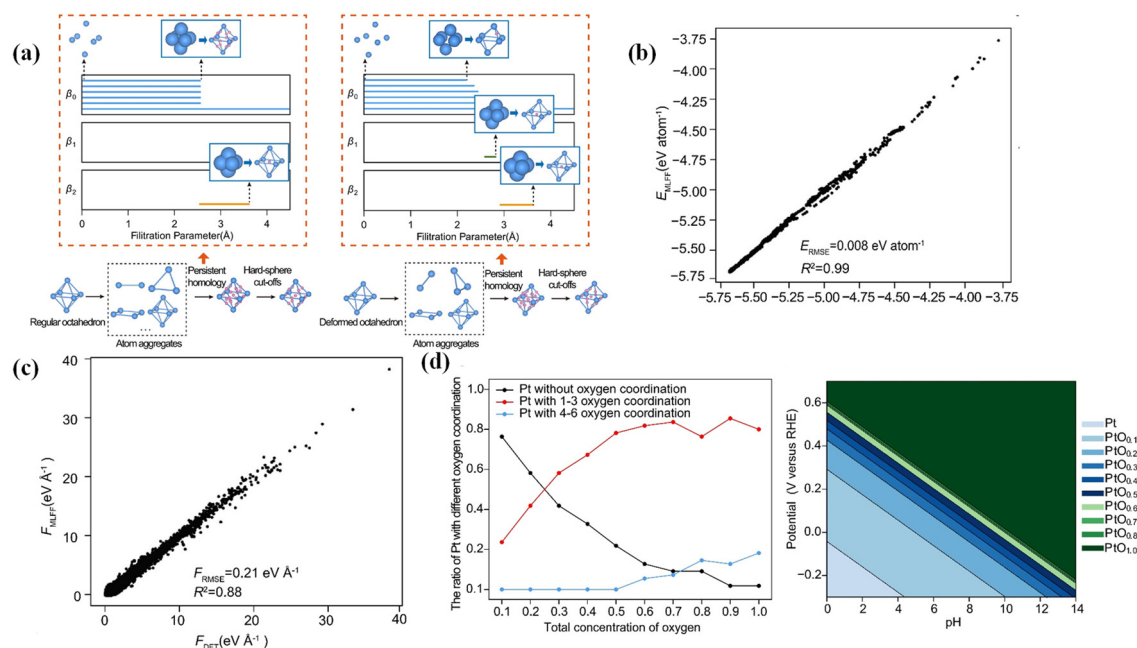 (a)
β0
β1
β2
0 1 2 3 4
Filtration Parameter(Å)
β0
β1
β2
0 1 2 3 4
Filtration Parameter(Å)
Persistent
homology
Hard-sphere
cut-offs
Regular octahedron
...
Atom aggregates
Persistent
homology
Hard-sphere
cut-offs
Deformed octahedron
Atom aggregates
(b)
−3.75
−4.00
−4.25
−4.50
−4.75
−5.00
−5.25
−5.50
−5.75
EMLFF(eV atom⁻¹)
ERMSE=0.008 eV atom⁻¹
R²=0.99
−5.75 −5.50 −5.25 −5.00 −4.75 −4.50 −4.25 −4.00 −3.75
(c)
40
30
20
10
0
FMLFF(eV Å⁻¹)
FRMSE=0.21 eV Å⁻¹
R²=0.88
0 10 20 30 40
FDFT(eV Å⁻¹)
(d)
The ratio of Pt with different oxygen coordination
1.0
0.8
0.4
0.2
0.1
Pt without oxygen coordination
Pt with 1-3 oxygen coordination
Pt with 4-6 oxygen coordination
0.1 0.2 0.3 0.4 0.5 0.6 0.7 0.8 0.9 1.0
Total concentration of oxygen
Potential (V versus RHE)
0.6
0.4
0.2
0.0
−0.2
0 2 4 6 8 10 12 14
pH
Pt
PtO0.1
PtO0.2
PtO0.3
PtO0.4
PtO0.5
PtO0.6
PtO0.7
PtO0.8
PtO1.0